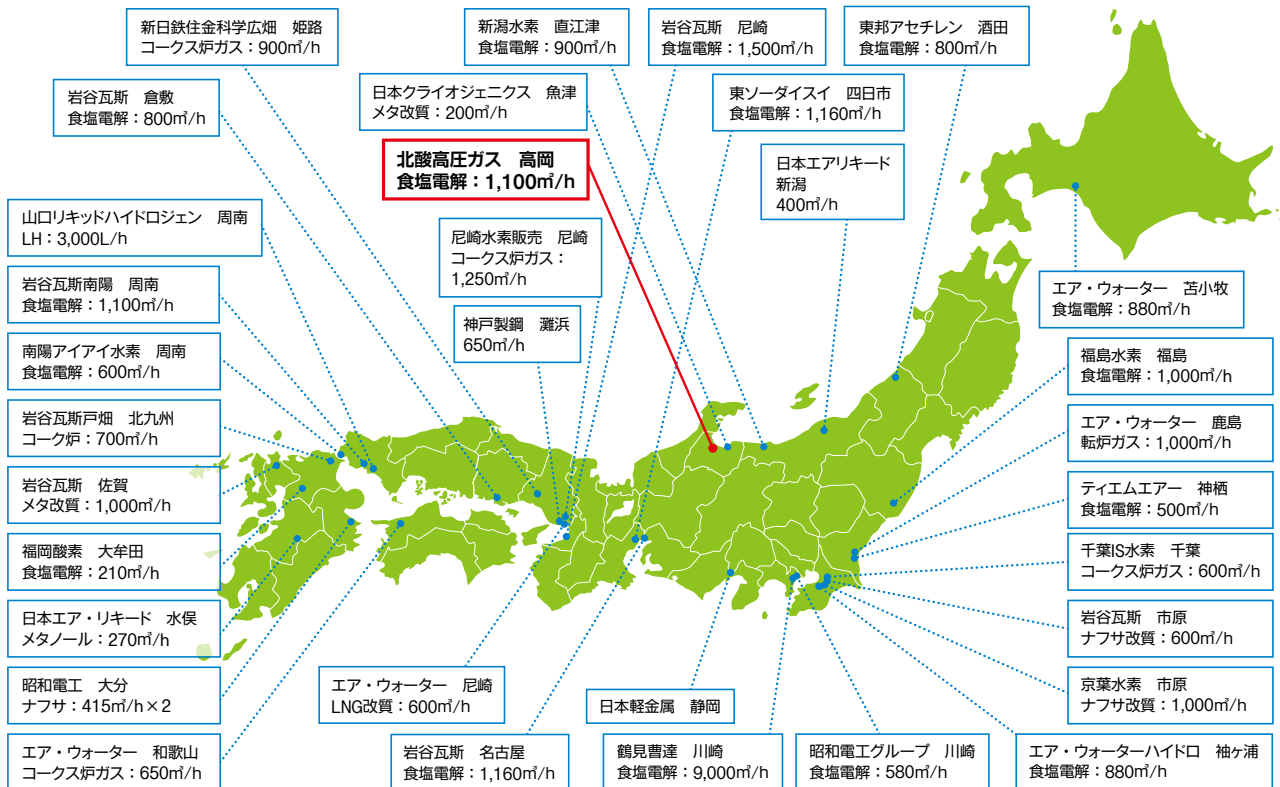 新日鉄住金科学広畑　姫路
コークス炉ガス：900㎥/h
新潟水素　直江津
食塩電解：900㎥/h
岩谷瓦斯　尼崎
食塩電解：1,500㎥/h
東邦アセチレン　酒田
食塩電解：800㎥/h
岩谷瓦斯　倉敷
食塩電解：800㎥/h
日本クライオジェニクス　魚津
メタ改質：200㎥/h
東ソーダイスイ　四日市
食塩電解：1,160㎥/h
北酸高圧ガス　高岡
食塩電解：1,100㎥/h
日本エアリキード
新潟
400㎥/h
山口リキッドハイドロジェン　周南
LH：3,000L/h
尼崎水素販売　尼崎
コークス炉ガス：
1,250㎥/h
岩谷瓦斯南陽　周南
食塩電解：1,100㎥/h
エア・ウォーター　苫小牧
食塩電解：880㎥/h
神戸製鋼　灘浜
650㎥/h
南陽アイアイ水素　周南
食塩電解：600㎥/h
福島水素　福島
食塩電解：1,000㎥/h
岩谷瓦斯戸畑　北九州
コーク炉：700㎥/h
エア・ウォーター　鹿島
転炉ガス：1,000㎥/h
岩谷瓦斯　佐賀
メタ改質：1,000㎥/h
ティエムエアー　神栖
食塩電解：500㎥/h
福岡酸素　大牟田
食塩電解：210㎥/h
千葉IS水素　千葉
コークス炉ガス：600㎥/h
日本エア・リキード　水俣
メタノール：270㎥/h
岩谷瓦斯　市原
ナフサ改質：600㎥/h
昭和電工　大分
ナフサ：415㎥/h×2
エア・ウォーター　尼崎
LNG改質：600㎥/h
日本軽金属　静岡
京葉水素　市原
ナフサ改質：1,000㎥/h
エア・ウォーター　和歌山
コークス炉ガス：650㎥/h
岩谷瓦斯　名古屋
食塩電解：1,160㎥/h
鶴見曹達　川崎
食塩電解：9,000㎥/h
昭和電工グループ　川崎
食塩電解：580㎥/h
エア・ウォーターハイドロ　袖ヶ浦
食塩電解：880㎥/h